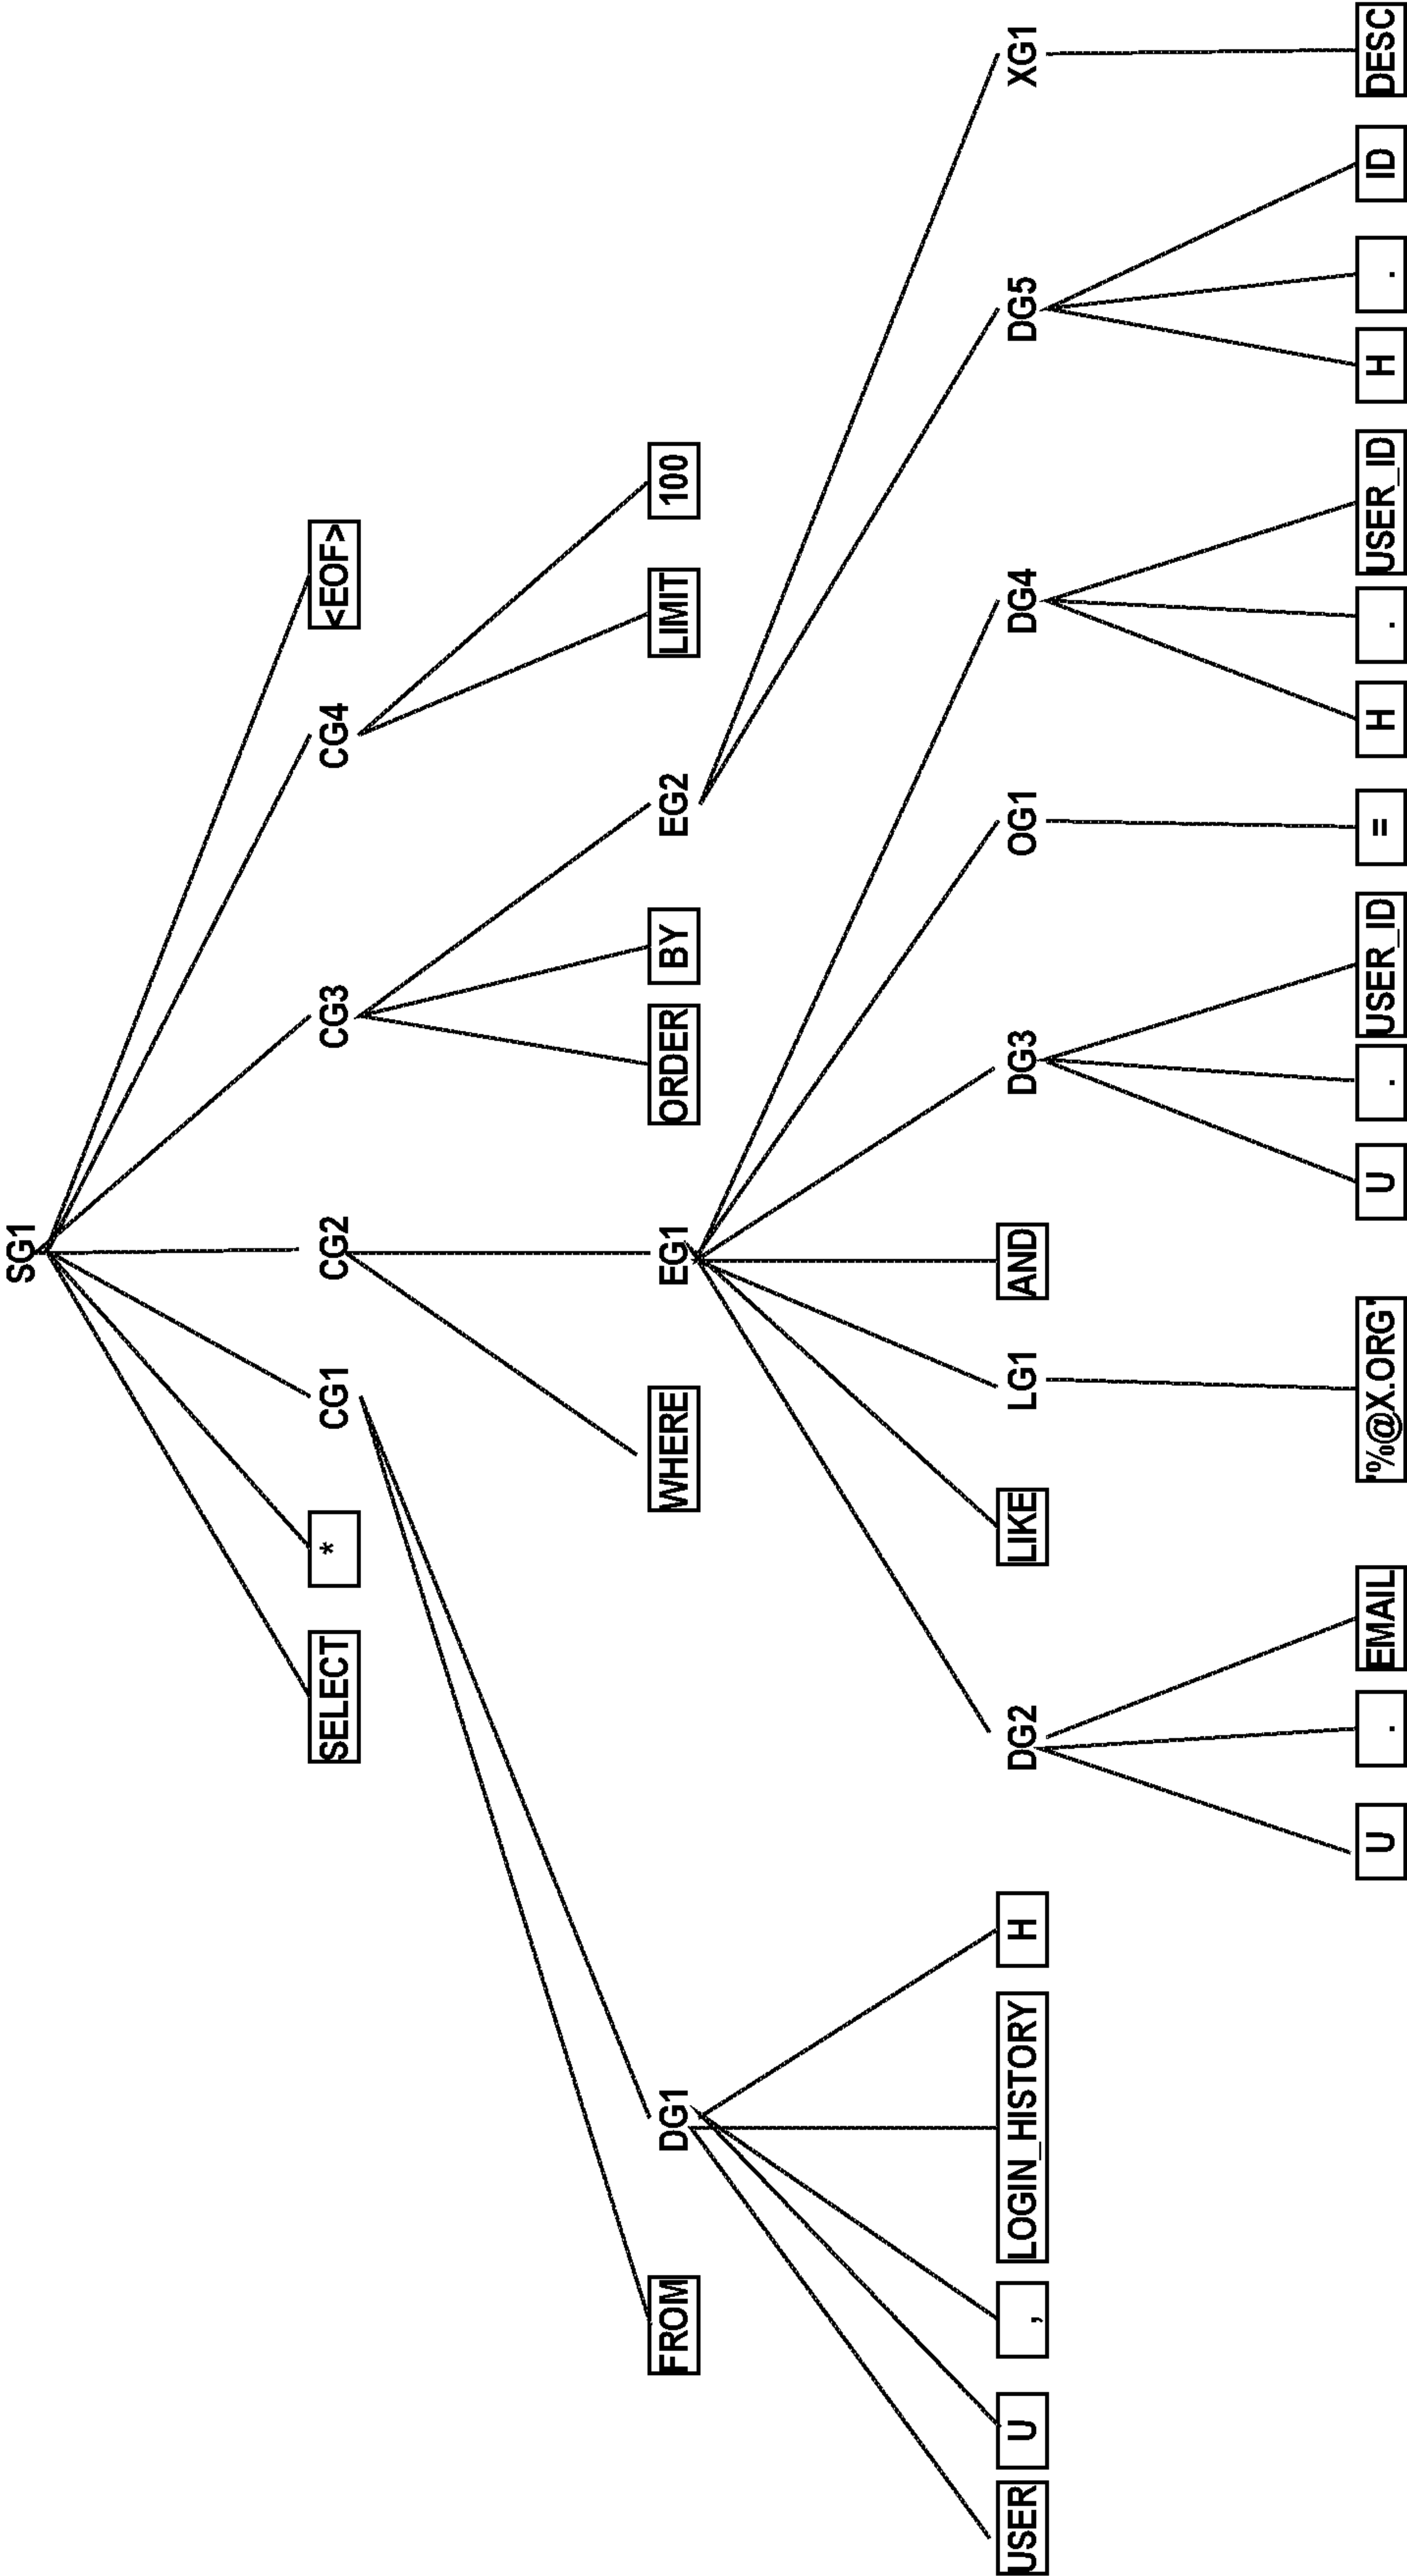 SG1
SELECT
*
CG1
CG2
CG3
CG4
<EOF>
FROM
DG1
WHERE
EG1
ORDER
BY
EG2
LIMIT
100
USER
U
,
LOGIN_HISTORY
H
DG2
LIKE
LG1
AND
DG3
OG1
DG4
DG5
XG1
U
.
EMAIL
'%@X.ORG'
U
.
USER_ID
=
H
.
USER_ID
H
.
ID
DESC